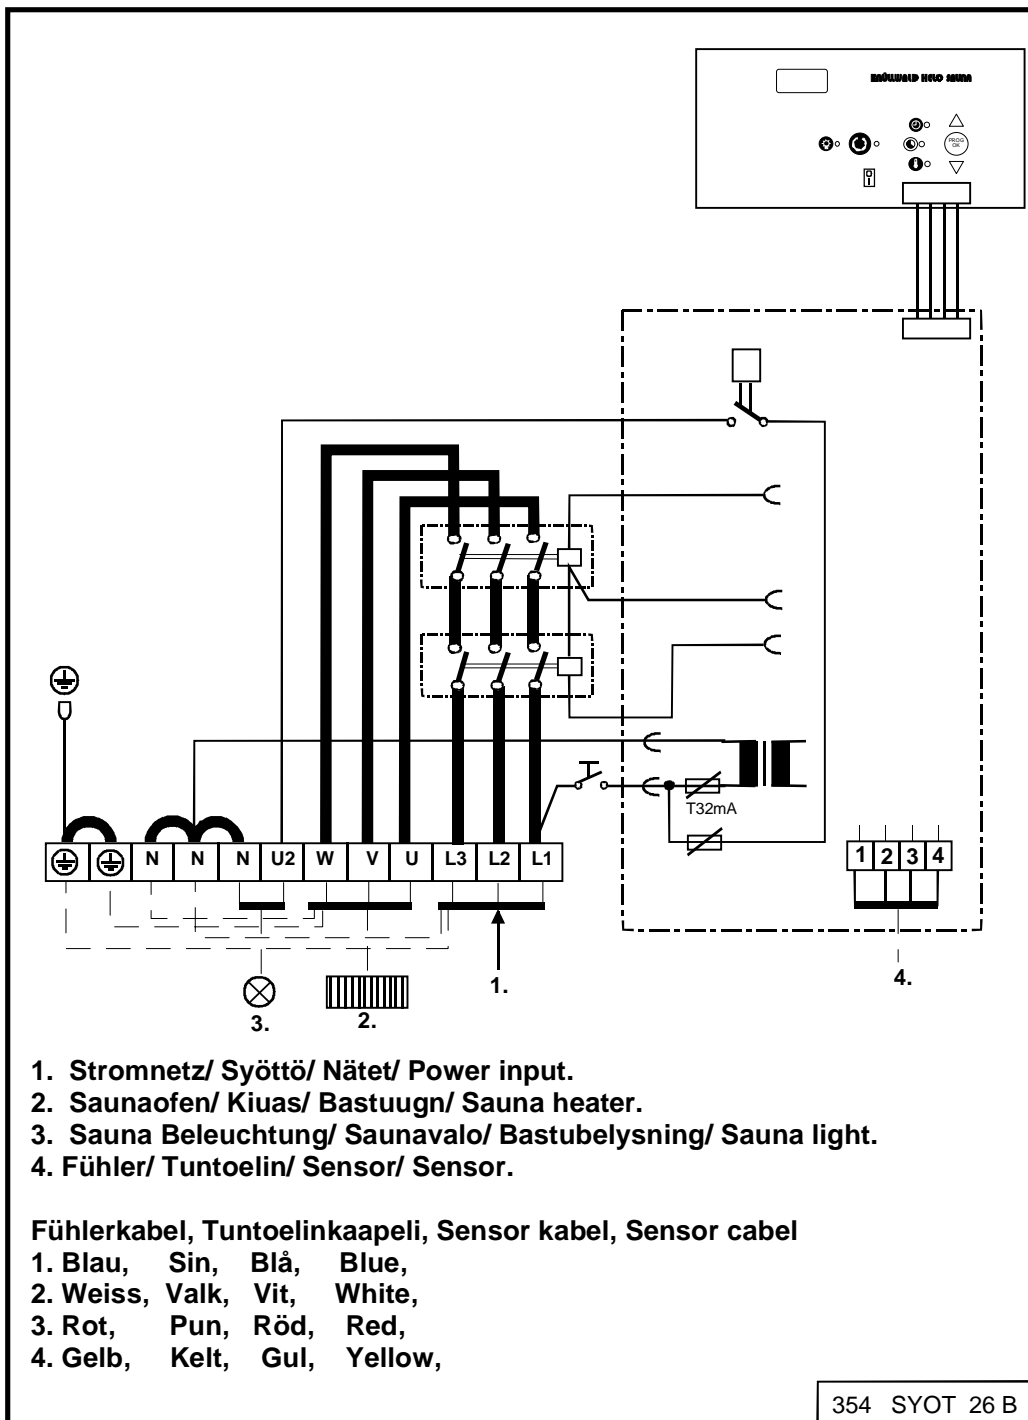 KNÜLLWALD HELO SAUNA
PROG
OK
T32mA
N N N U2 W V U L3 L2 L1
1 2 3 4
1.
4.
3.
2.
1. Stromnetz/ Syöttö/ Nätet/ Power input.
2. Saunaofen/ Kiuas/ Bastuugn/ Sauna heater.
3. Sauna Beleuchtung/ Saunavalo/ Bastubelysning/ Sauna light.
4. Fühler/ Tuntoelin/ Sensor/ Sensor.
Fühlerkabel, Tuntoelinkaapeli, Sensor kabel, Sensor cabel
1. Blau, Sin, Blå, Blue,
2. Weiss, Valk, Vit, White,
3. Rot, Pun, Röd, Red,
4. Gelb, Kelt, Gul, Yellow,
354 SYOT 26 B